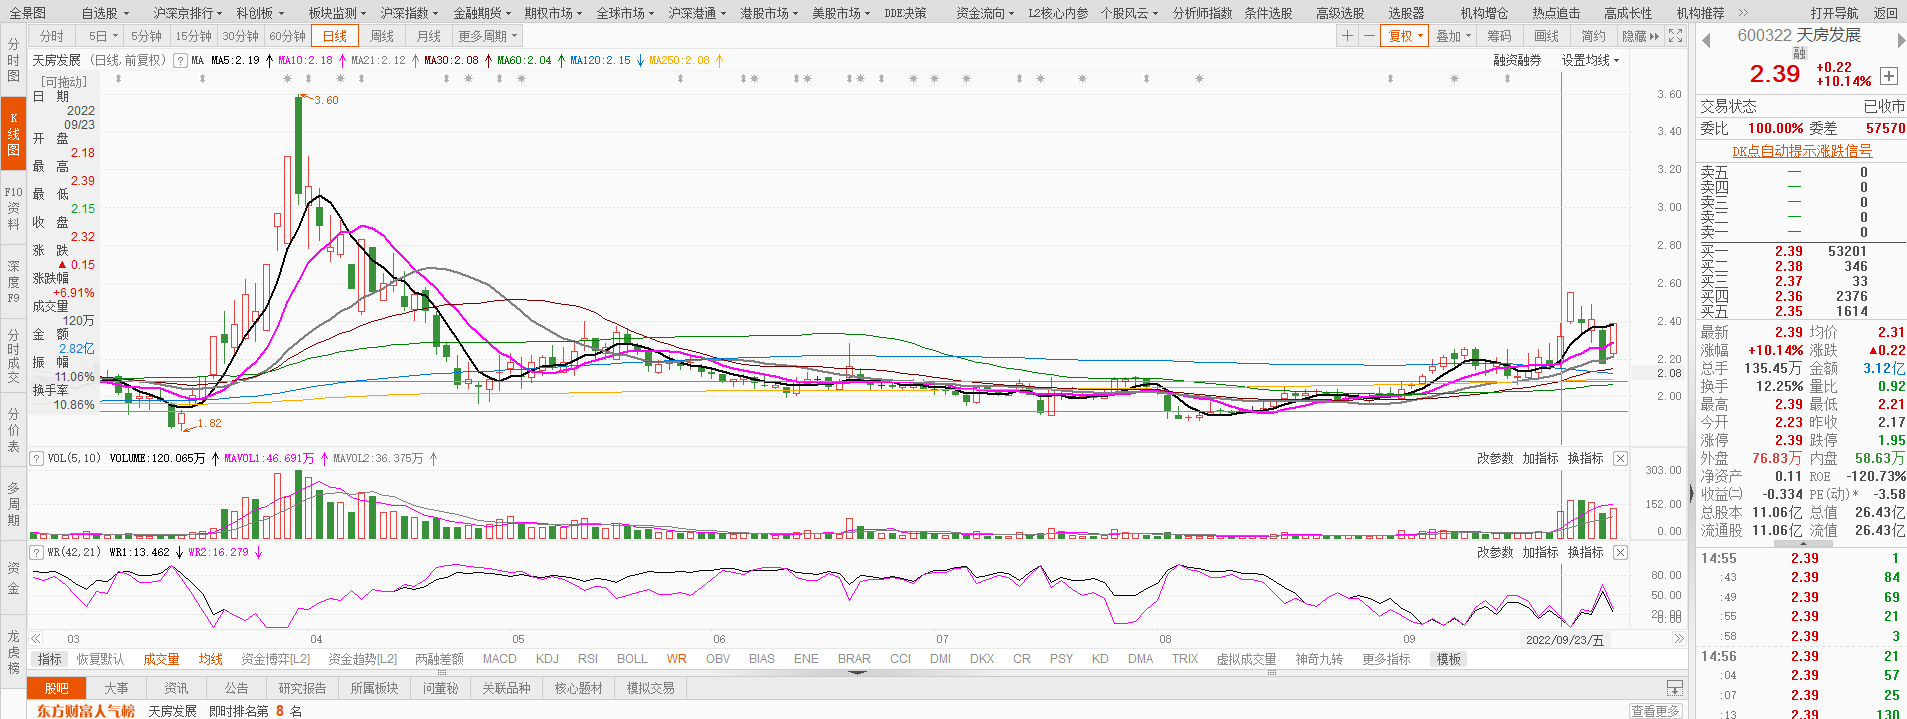 全景图 自选股 沪深京排行 科创板 板块监测 沪深指数 金融期货 期权市场 全球市场 沪深港通 港股市场 美股市场 DDE决策 资金流向 L2核心内参 个股风云 分析师指数 条件选股 高级选股 选股器 机构增仓 热点追击 高成长性 机构推荐 >> 打开导航 返回
分时 5日 5分钟 15分钟 30分钟 60分钟 日线 周线 月线 更多周期 + — 复权 叠加 筹码 画线 简约 隐藏
天房发展 (日线,前复权) ? MA MA5:2.19 MA10:2.18 MA21:2.12 MA30:2.08 MA60:2.04 MA120:2.15 MA250:2.08 融资融券 设置均线
分时图
K线图
F10资料
深度F9
分时成交
分价表
多周期
资金
龙虎榜
[可拖动]
日 期
2022
09/23
开 盘
2.18
最 高
2.39
最 低
2.15
收 盘
2.32
涨 跌
▲ 0.15
涨跌幅
+6.91%
成交量
120万
金 额
2.82亿
振 幅
11.06%
换手率
10.86%
3.60
1.82
3.60
3.40
3.20
3.00
2.80
2.60
2.40
2.20
2.08
2.00
? VOL(5,10) VOLUME:120.065万 MAVOL1:46.691万 MAVOL2:36.375万 改参数 加指标 换指标
303.00
152.00
0.00
? WR(42,21) WR1:13.462 WR2:16.279 改参数 加指标 换指标
80.00
50.00
03 04 05 06 07 08 09 2022/09/23/五
指标 恢复默认 成交量 均线 资金博弈[L2] 资金趋势[L2] 两融差额 MACD KDJ RSI BOLL WR OBV BIAS ENE BRAR CCI DMI DKX CR PSY KD DMA TRIX 虚拟成交量 神奇九转 更多指标 模板
股吧 大事 资讯 公告 研究报告 所属板块 问董秘 关联品种 核心题材 模拟交易
东方财富人气榜 天房发展 即时排名第 8 名 查看更多
600322 天房发展
融
2.39 +0.22
+10.14%
交易状态 已收市
委比 100.00% 委差 57570
DK点自动提示涨跌信号
卖五 — 0
卖四 — 0
卖三 — 0
卖二 — 0
卖一 — 0
买一 2.39 53201
买二 2.38 346
买三 2.37 33
买四 2.36 2376
买五 2.35 1614
最新 2.39 均价 2.31
涨幅 +10.14% 涨跌 ▲0.22
总手 135.45万 金额 3.12亿
换手 12.25% 量比 0.92
最高 2.39 最低 2.21
今开 2.23 昨收 2.17
涨停 2.39 跌停 1.95
外盘 76.83万 内盘 58.63万
净资产 0.11 ROE -120.73%
收益㈡ -0.334 PE(动)* -3.58
总股本 11.06亿 总值 26.43亿
流通股 11.06亿 流值 26.43亿
14:55 2.39 1
:43 2.39 84
:49 2.39 69
:55 2.39 21
:58 2.39 3
14:56 2.39 21
:04 2.39 57
:07 2.39 25
:13 2.39 130